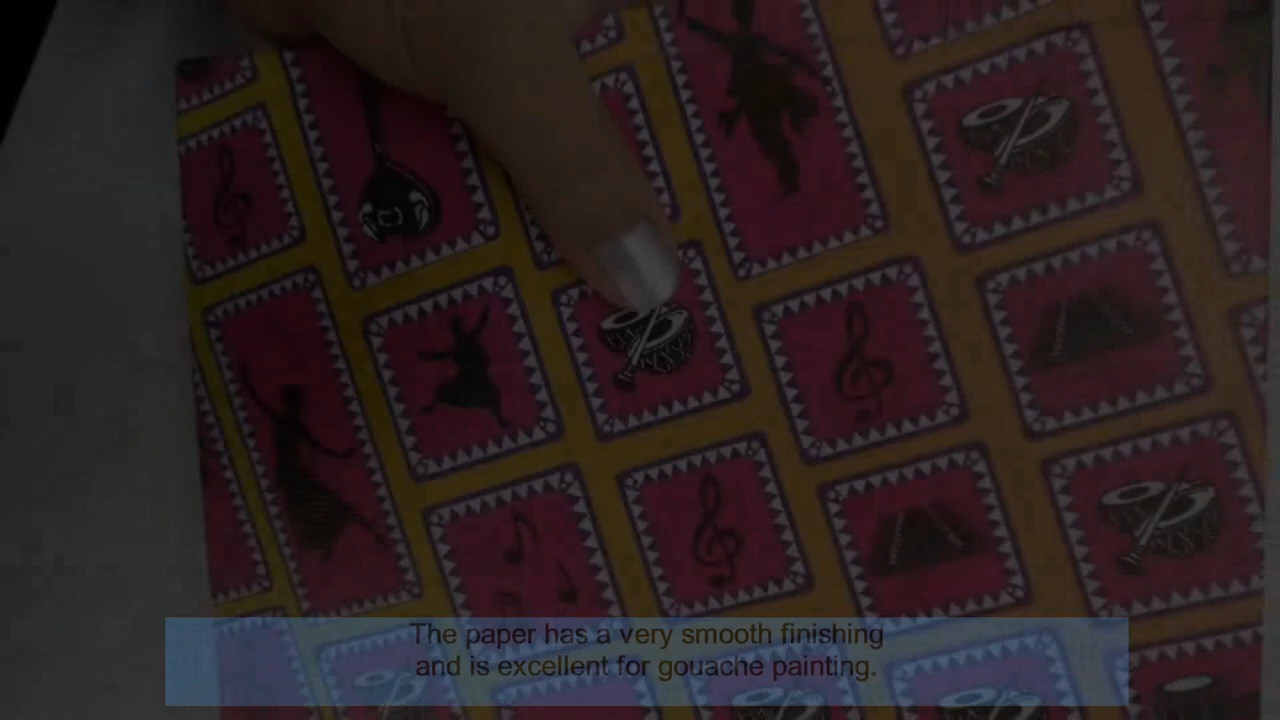 The paper has a very smooth finishing
and is excellent for gouache painting.